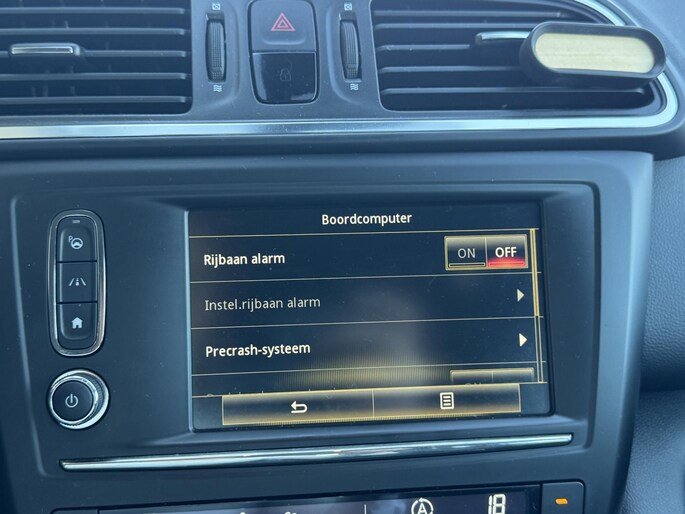 Boordcomputer
Rijbaan alarm ON OFF
Instel.rijbaan alarm
Precrash-systeem
18